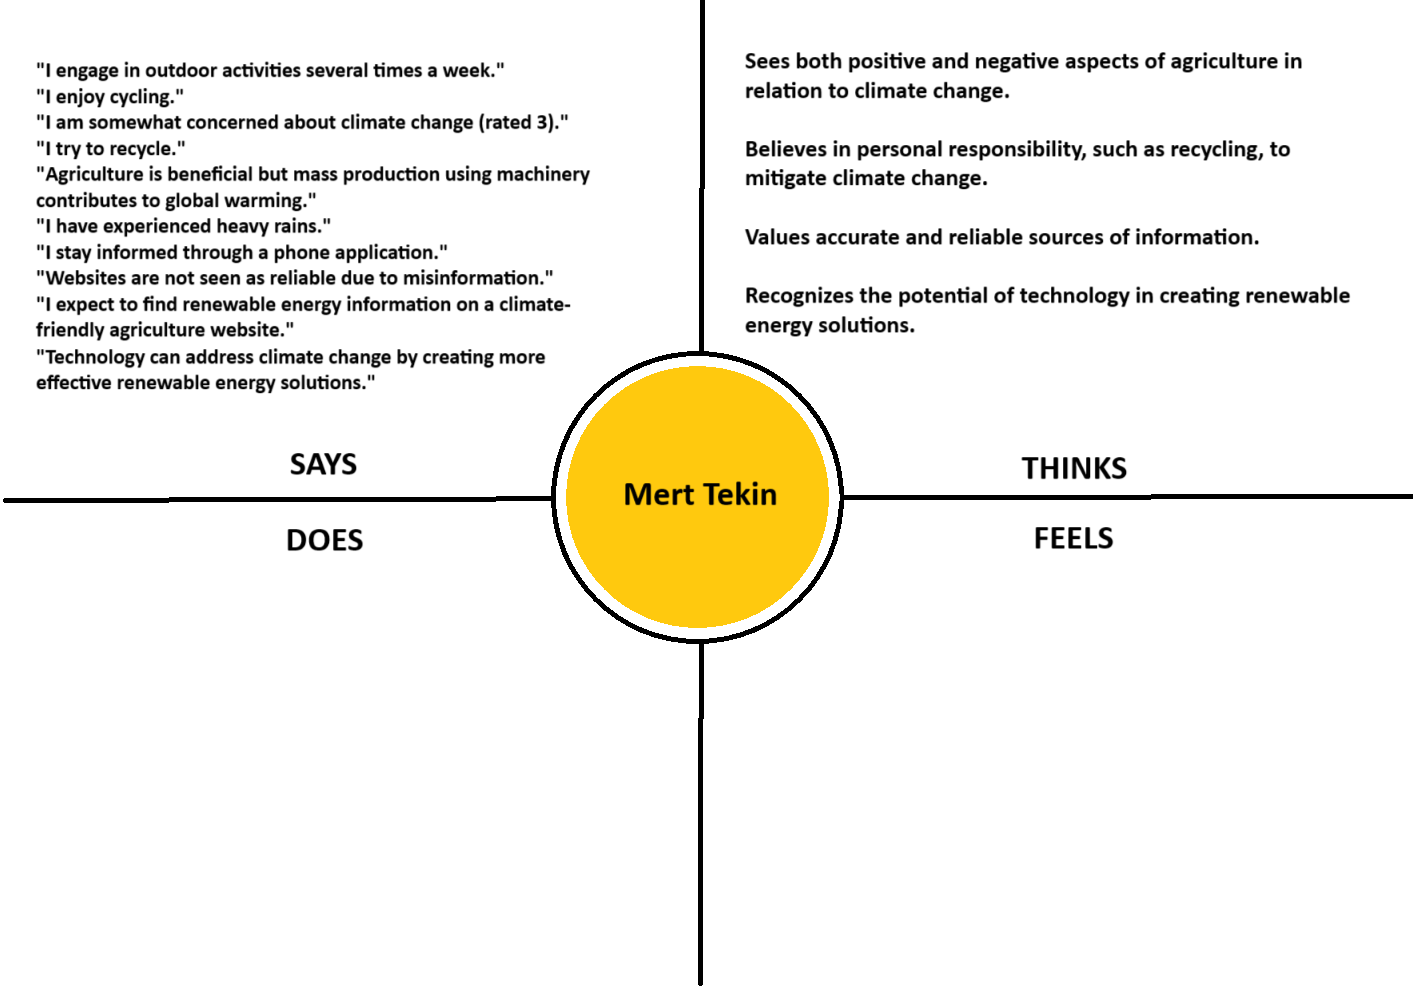 "I engage in outdoor activities several times a week."
"I enjoy cycling."
"I am somewhat concerned about climate change (rated 3)."
"I try to recycle."
"Agriculture is beneficial but mass production using machinery
contributes to global warming."
"I have experienced heavy rains."
"I stay informed through a phone application."
"Websites are not seen as reliable due to misinformation."
"I expect to find renewable energy information on a climate-
friendly agriculture website."
"Technology can address climate change by creating more
effective renewable energy solutions."
SAYS
Sees both positive and negative aspects of agriculture in
relation to climate change.
Believes in personal responsibility, such as recycling, to
mitigate climate change.
Values accurate and reliable sources of information.
Recognizes the potential of technology in creating renewable
energy solutions.
THINKS
Mert Tekin
DOES
FEELS